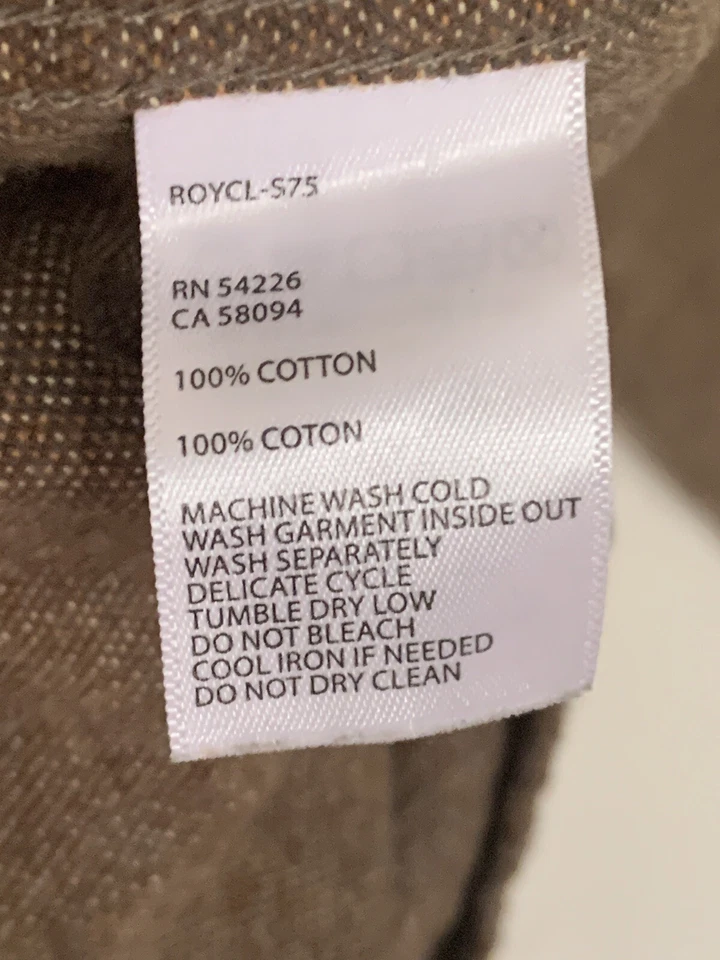 ROYCL-S75
RN 54226
CA 58094
100% COTTON
100% COTON
MACHINE WASH COLD
WASH GARMENT INSIDE OUT
WASH SEPARATELY
DELICATE CYCLE
TUMBLE DRY LOW
DO NOT BLEACH
COOL IRON IF NEEDED
DO NOT DRY CLEAN